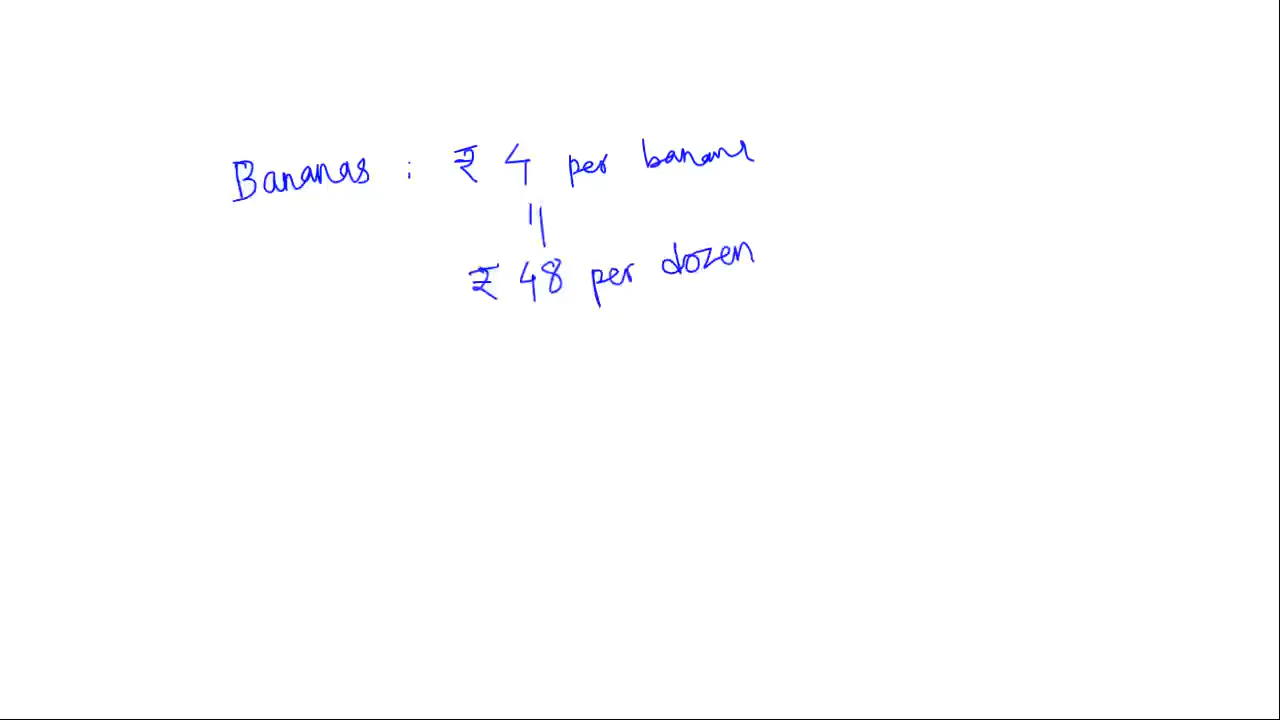 Bananas : ₹ 4 per banana
||
₹ 48 per dozen